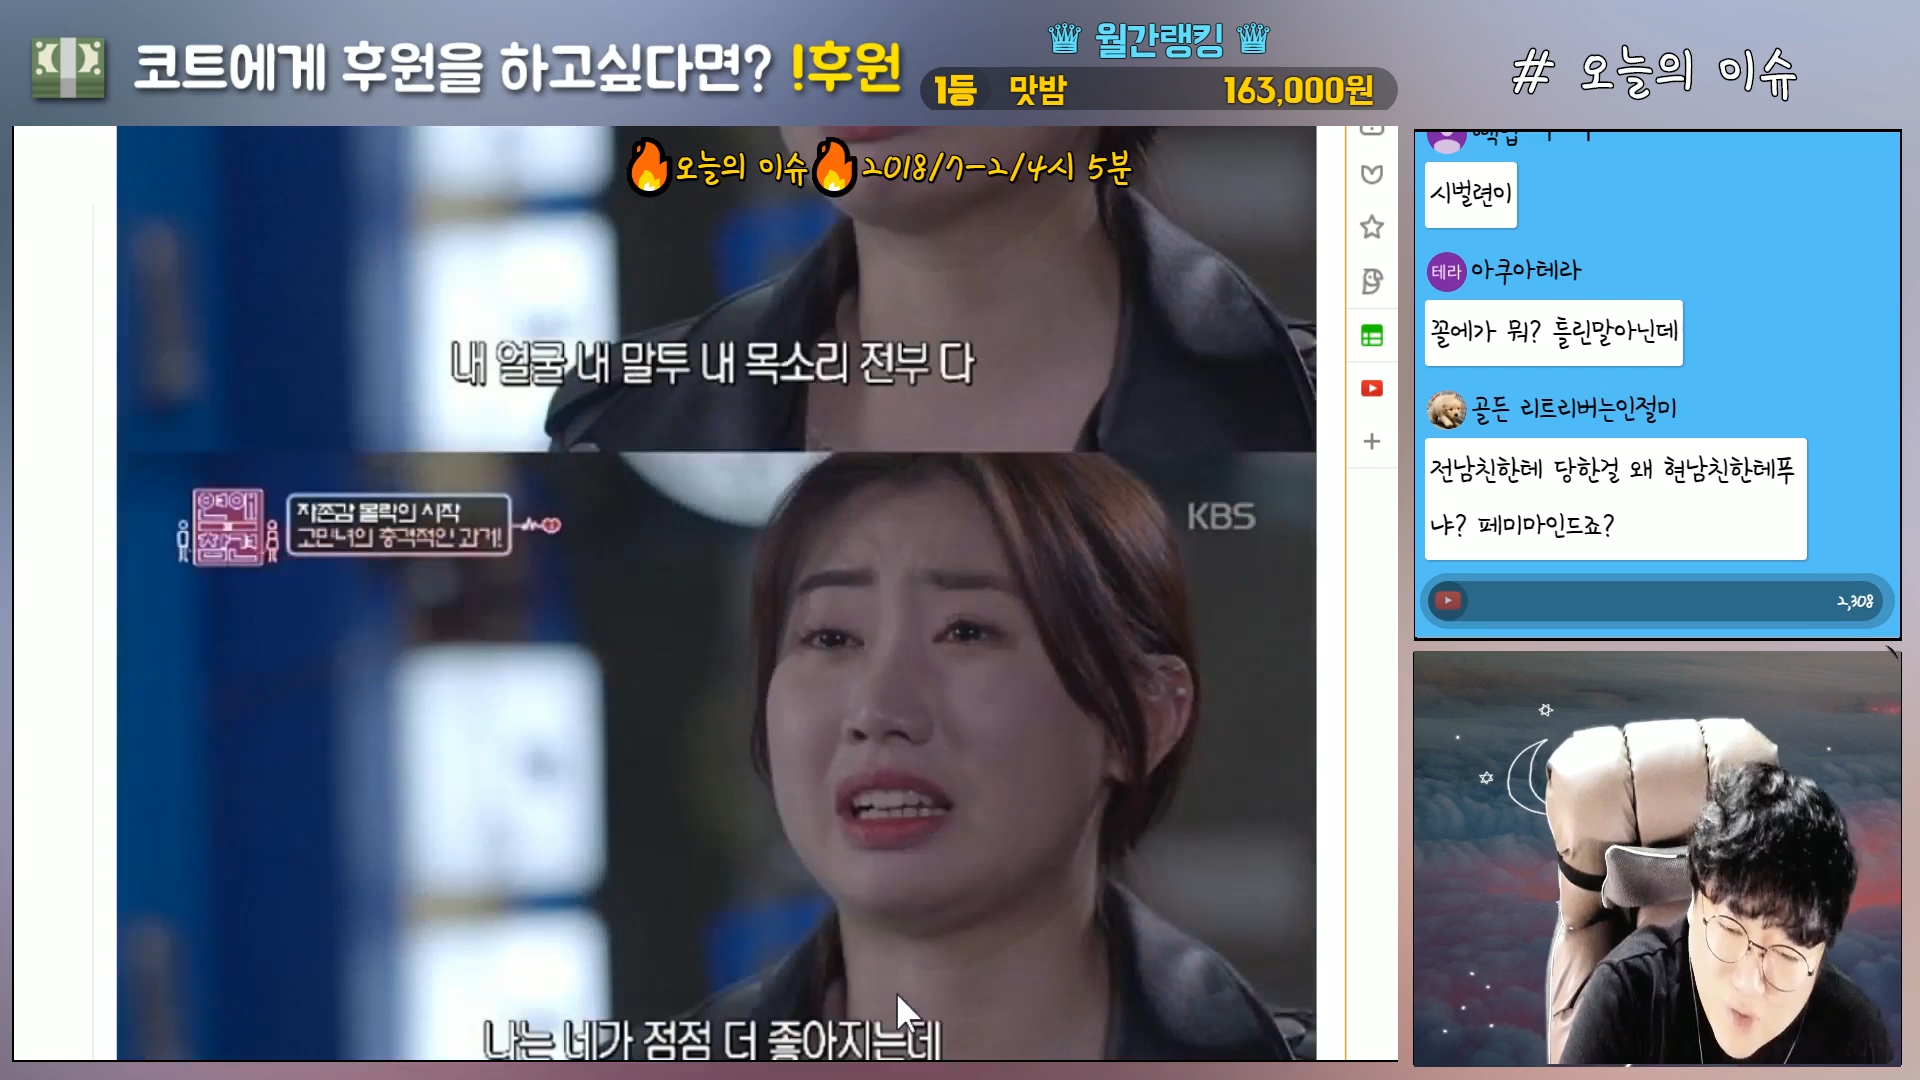 코트에게 후원을 하고싶다면? !후원
월간랭킹
1등 맛밤 163,000원
# 오늘의 이슈
오늘의 이슈 2018/7-2/4시 5분
내 얼굴 내 말투 내 목소리 전부 다
연애의 참견
자존감 몰락의 시작
고민녀의 충격적인 과거!
KBS
나는 네가 점점 더 좋아지는데
시벌련이
테라 아쿠아테라
꼴에가 뭐? 틀린말아닌데
골든 리트리버는인절미
전남친한테 당한걸 왜 현남친한테푸
냐? 페미마인드죠?
2,308